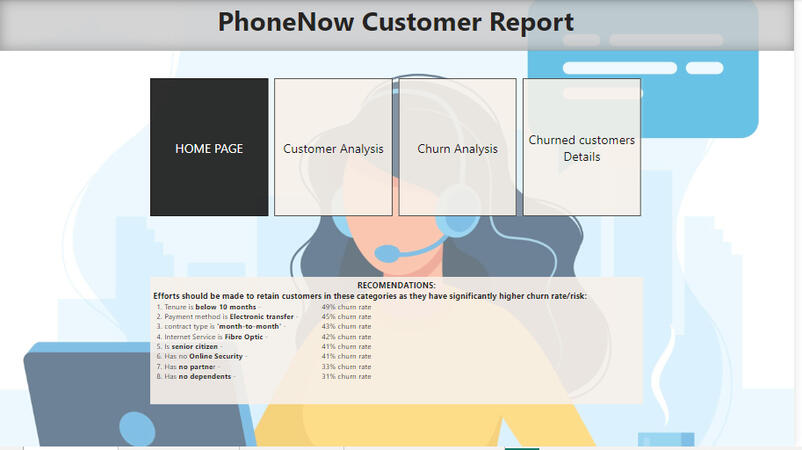 PhoneNow Customer Report
HOME PAGE
Customer Analysis
Churn Analysis
Churned customers
Details
RECOMENDATIONS:
Efforts should be made to retain customers in these categories as they have significantly higher churn rate/risk:
1. Tenure is below 10 months - 49% churn rate
2. Payment method is Electronic transfer - 45% churn rate
3. contract type is 'month-to-month' - 43% churn rate
4. Internet Service is Fibre Optic - 42% churn rate
5. Is senior citizen - 41% churn rate
6. Has no Online Security - 41% churn rate
7. Has no partner - 33% churn rate
8. Has no dependents - 31% churn rate